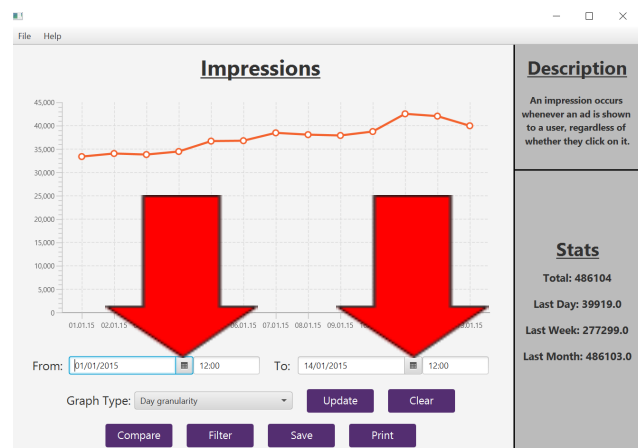 File Help
Impressions
45,000
40,000
35,000
30,000
25,000
20,000
15,000
10,000
5,000
0
01.01.15 02.01.15 06.01.15 07.01.15 08.01.15 09.01.15
From: 01/01/2015 12:00 To: 14/01/2015 12:00
Graph Type: Day granularity Update Clear
Compare Filter Save Print
Description
An impression occurs
whenever an ad is shown
to a user, regardless of
whether they click on it.
Stats
Total: 486104
Last Day: 39919.0
Last Week: 277299.0
Last Month: 486103.0